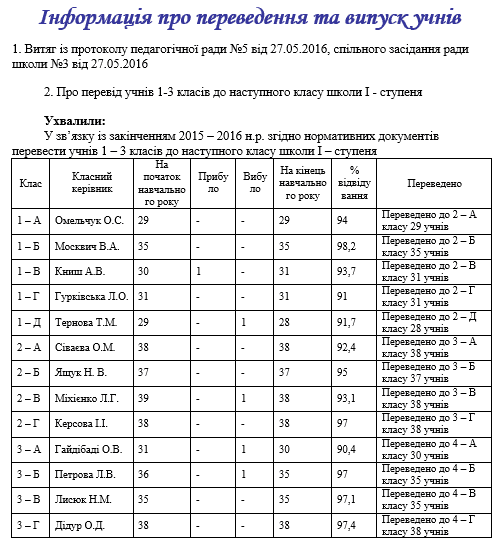 Інформація про переведення та випуск учнів
1. Витяг із протоколу педагогічної ради №5 від 27.05.2016, спільного засідання ради
школи №3 від 27.05.2016
2. Про перевід учнів 1-3 класів до наступного класу школи І - ступеня
Ухвалили:
У зв’язку із закінченням 2015 – 2016 н.р. згідно нормативних документів
перевести учнів 1 – 3 класів до наступного класу школи І – ступеня
Клас Класний керівник На початок навчально го року Прибу ло Вибу ло На кінець навчально го року % відвіду вання Переведено
1 – А Омельчук О.С. 29 - - 29 94 Переведено до 2 – А класу 29 учнів
1 – Б Москвич В.А. 35 - - 35 98,2 Переведено до 2 – Б класу 35 учнів
1 – В Книш А.В. 30 1 - 31 93,7 Переведено до 2 – В класу 31 учнів
1 – Г Гурківська Л.О. 31 - - 31 91 Переведено до 2 – Г класу 31 учнів
1 – Д Тернова Т.М. 29 - 1 28 91,7 Переведено до 2 – Д класу 28 учнів
2 – А Сіваєва О.М. 38 - - 38 92,4 Переведено до 3 – А класу 38 учнів
2 – Б Ящук Н. В. 37 - - 37 95 Переведено до 3 – Б класу 37 учнів
2 – В Міхієнко Л.Г. 39 - 1 38 93,1 Переведено до 3 – В класу 38 учнів
2 – Г Керсова І.І. 38 - - 38 97 Переведено до 3 – Г класу 38 учнів
3 – А Гайдібаді О.В. 31 - 1 30 90,4 Переведено до 4 – А класу 30 учнів
3 – Б Петрова Л.В. 36 - 1 35 97 Переведено до 4 – Б класу 35 учнів
3 – В Лисюк Н.М. 35 - - 35 97,1 Переведено до 4 – В класу 35 учнів
3 – Г Дідур О.Д. 38 - - 38 97,4 Переведено до 4 – Г класу 38 учнів